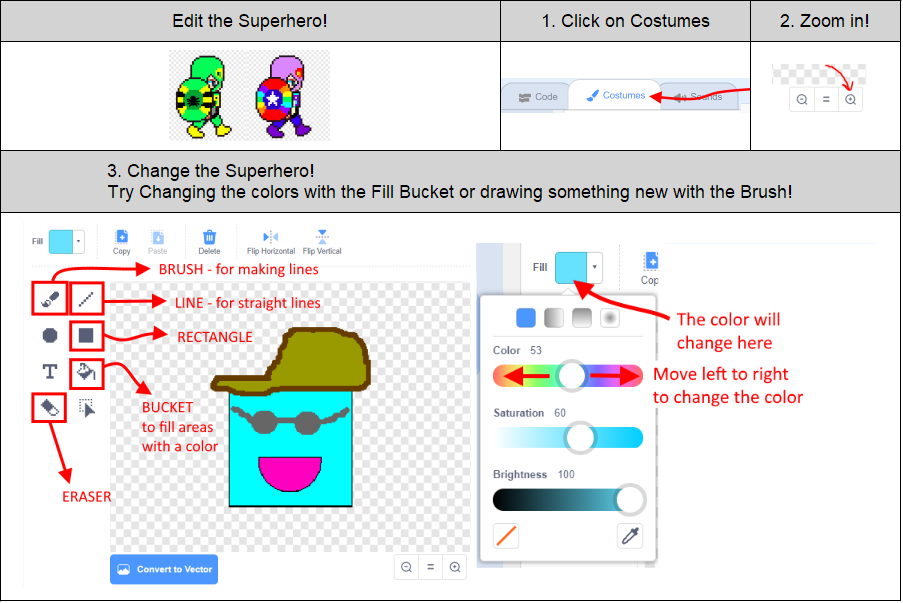 Edit the Superhero!
1. Click on Costumes
2. Zoom in!
Code
Costumes
Sounds
3. Change the Superhero!
Try Changing the colors with the Fill Bucket or drawing something new with the Brush!
Fill
Copy
Paste
Delete
Flip Horizontal
Flip Vertical
BRUSH - for making lines
LINE - for straight lines
RECTANGLE
T
BUCKET
to fill areas
with a color
ERASER
Convert to Vector
Fill
Cop
The color will
change here
Color 53
Move left to right
to change the color
Saturation 60
Brightness 100